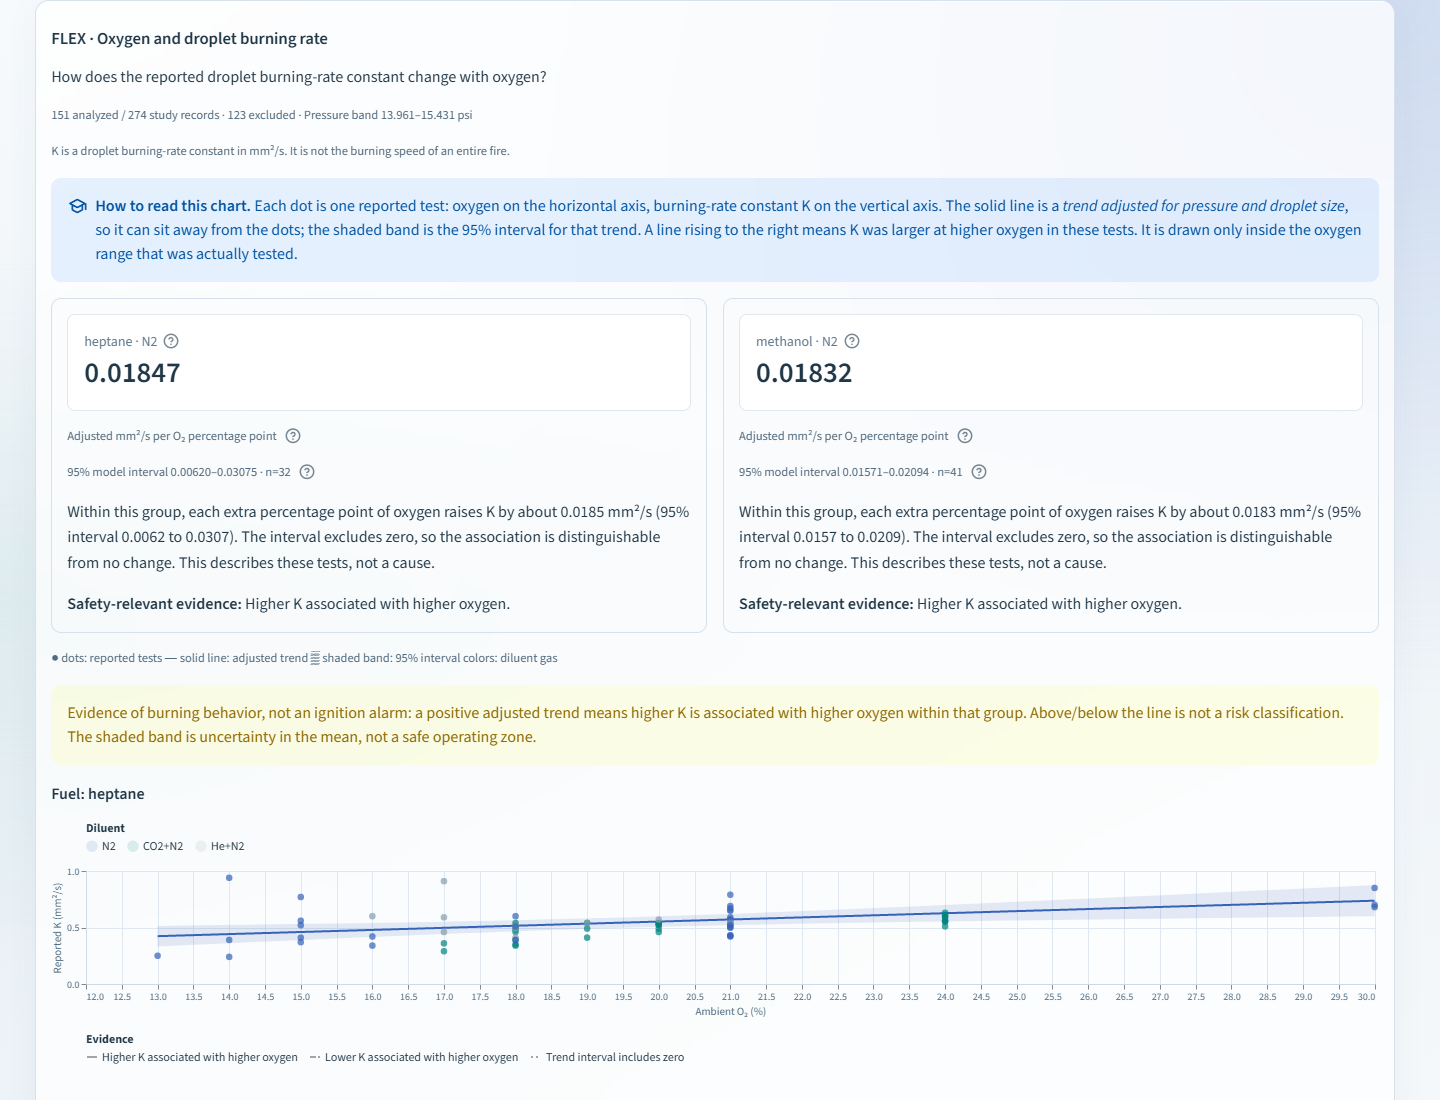 FLEX · Oxygen and droplet burning rate
How does the reported droplet burning-rate constant change with oxygen?
151 analyzed / 274 study records · 123 excluded · Pressure band 13.961–15.431 psi
K is a droplet burning-rate constant in mm²/s. It is not the burning speed of an entire fire.
How to read this chart. Each dot is one reported test: oxygen on the horizontal axis, burning-rate constant K on the vertical axis. The solid line is a trend adjusted for pressure and droplet size,
so it can sit away from the dots; the shaded band is the 95% interval for that trend. A line rising to the right means K was larger at higher oxygen in these tests. It is drawn only inside the oxygen
range that was actually tested.
heptane · N2
0.01847
Adjusted mm²/s per O₂ percentage point
95% model interval 0.00620–0.03075 · n=32
Within this group, each extra percentage point of oxygen raises K by about 0.0185 mm²/s (95%
interval 0.0062 to 0.0307). The interval excludes zero, so the association is distinguishable
from no change. This describes these tests, not a cause.
Safety-relevant evidence: Higher K associated with higher oxygen.
methanol · N2
0.01832
Adjusted mm²/s per O₂ percentage point
95% model interval 0.01571–0.02094 · n=41
Within this group, each extra percentage point of oxygen raises K by about 0.0183 mm²/s (95%
interval 0.0157 to 0.0209). The interval excludes zero, so the association is distinguishable
from no change. This describes these tests, not a cause.
Safety-relevant evidence: Higher K associated with higher oxygen.
● dots: reported tests — solid line: adjusted trend ▒ shaded band: 95% interval colors: diluent gas
Evidence of burning behavior, not an ignition alarm: a positive adjusted trend means higher K is associated with higher oxygen within that group. Above/below the line is not a risk classification.
The shaded band is uncertainty in the mean, not a safe operating zone.
Fuel: heptane
Diluent
N2 CO2+N2 He+N2
Reported K (mm²/s)
1.0
0.5
0.0
12.0 12.5 13.0 13.5 14.0 14.5 15.0 15.5 16.0 16.5 17.0 17.5 18.0 18.5 19.0 19.5 20.0 20.5 21.0 21.5 22.0 22.5 23.0 23.5 24.0 24.5 25.0 25.5 26.0 26.5 27.0 27.5 28.0 28.5 29.0 29.5 30.0
Ambient O₂ (%)
Evidence
Higher K associated with higher oxygen Lower K associated with higher oxygen Trend interval includes zero